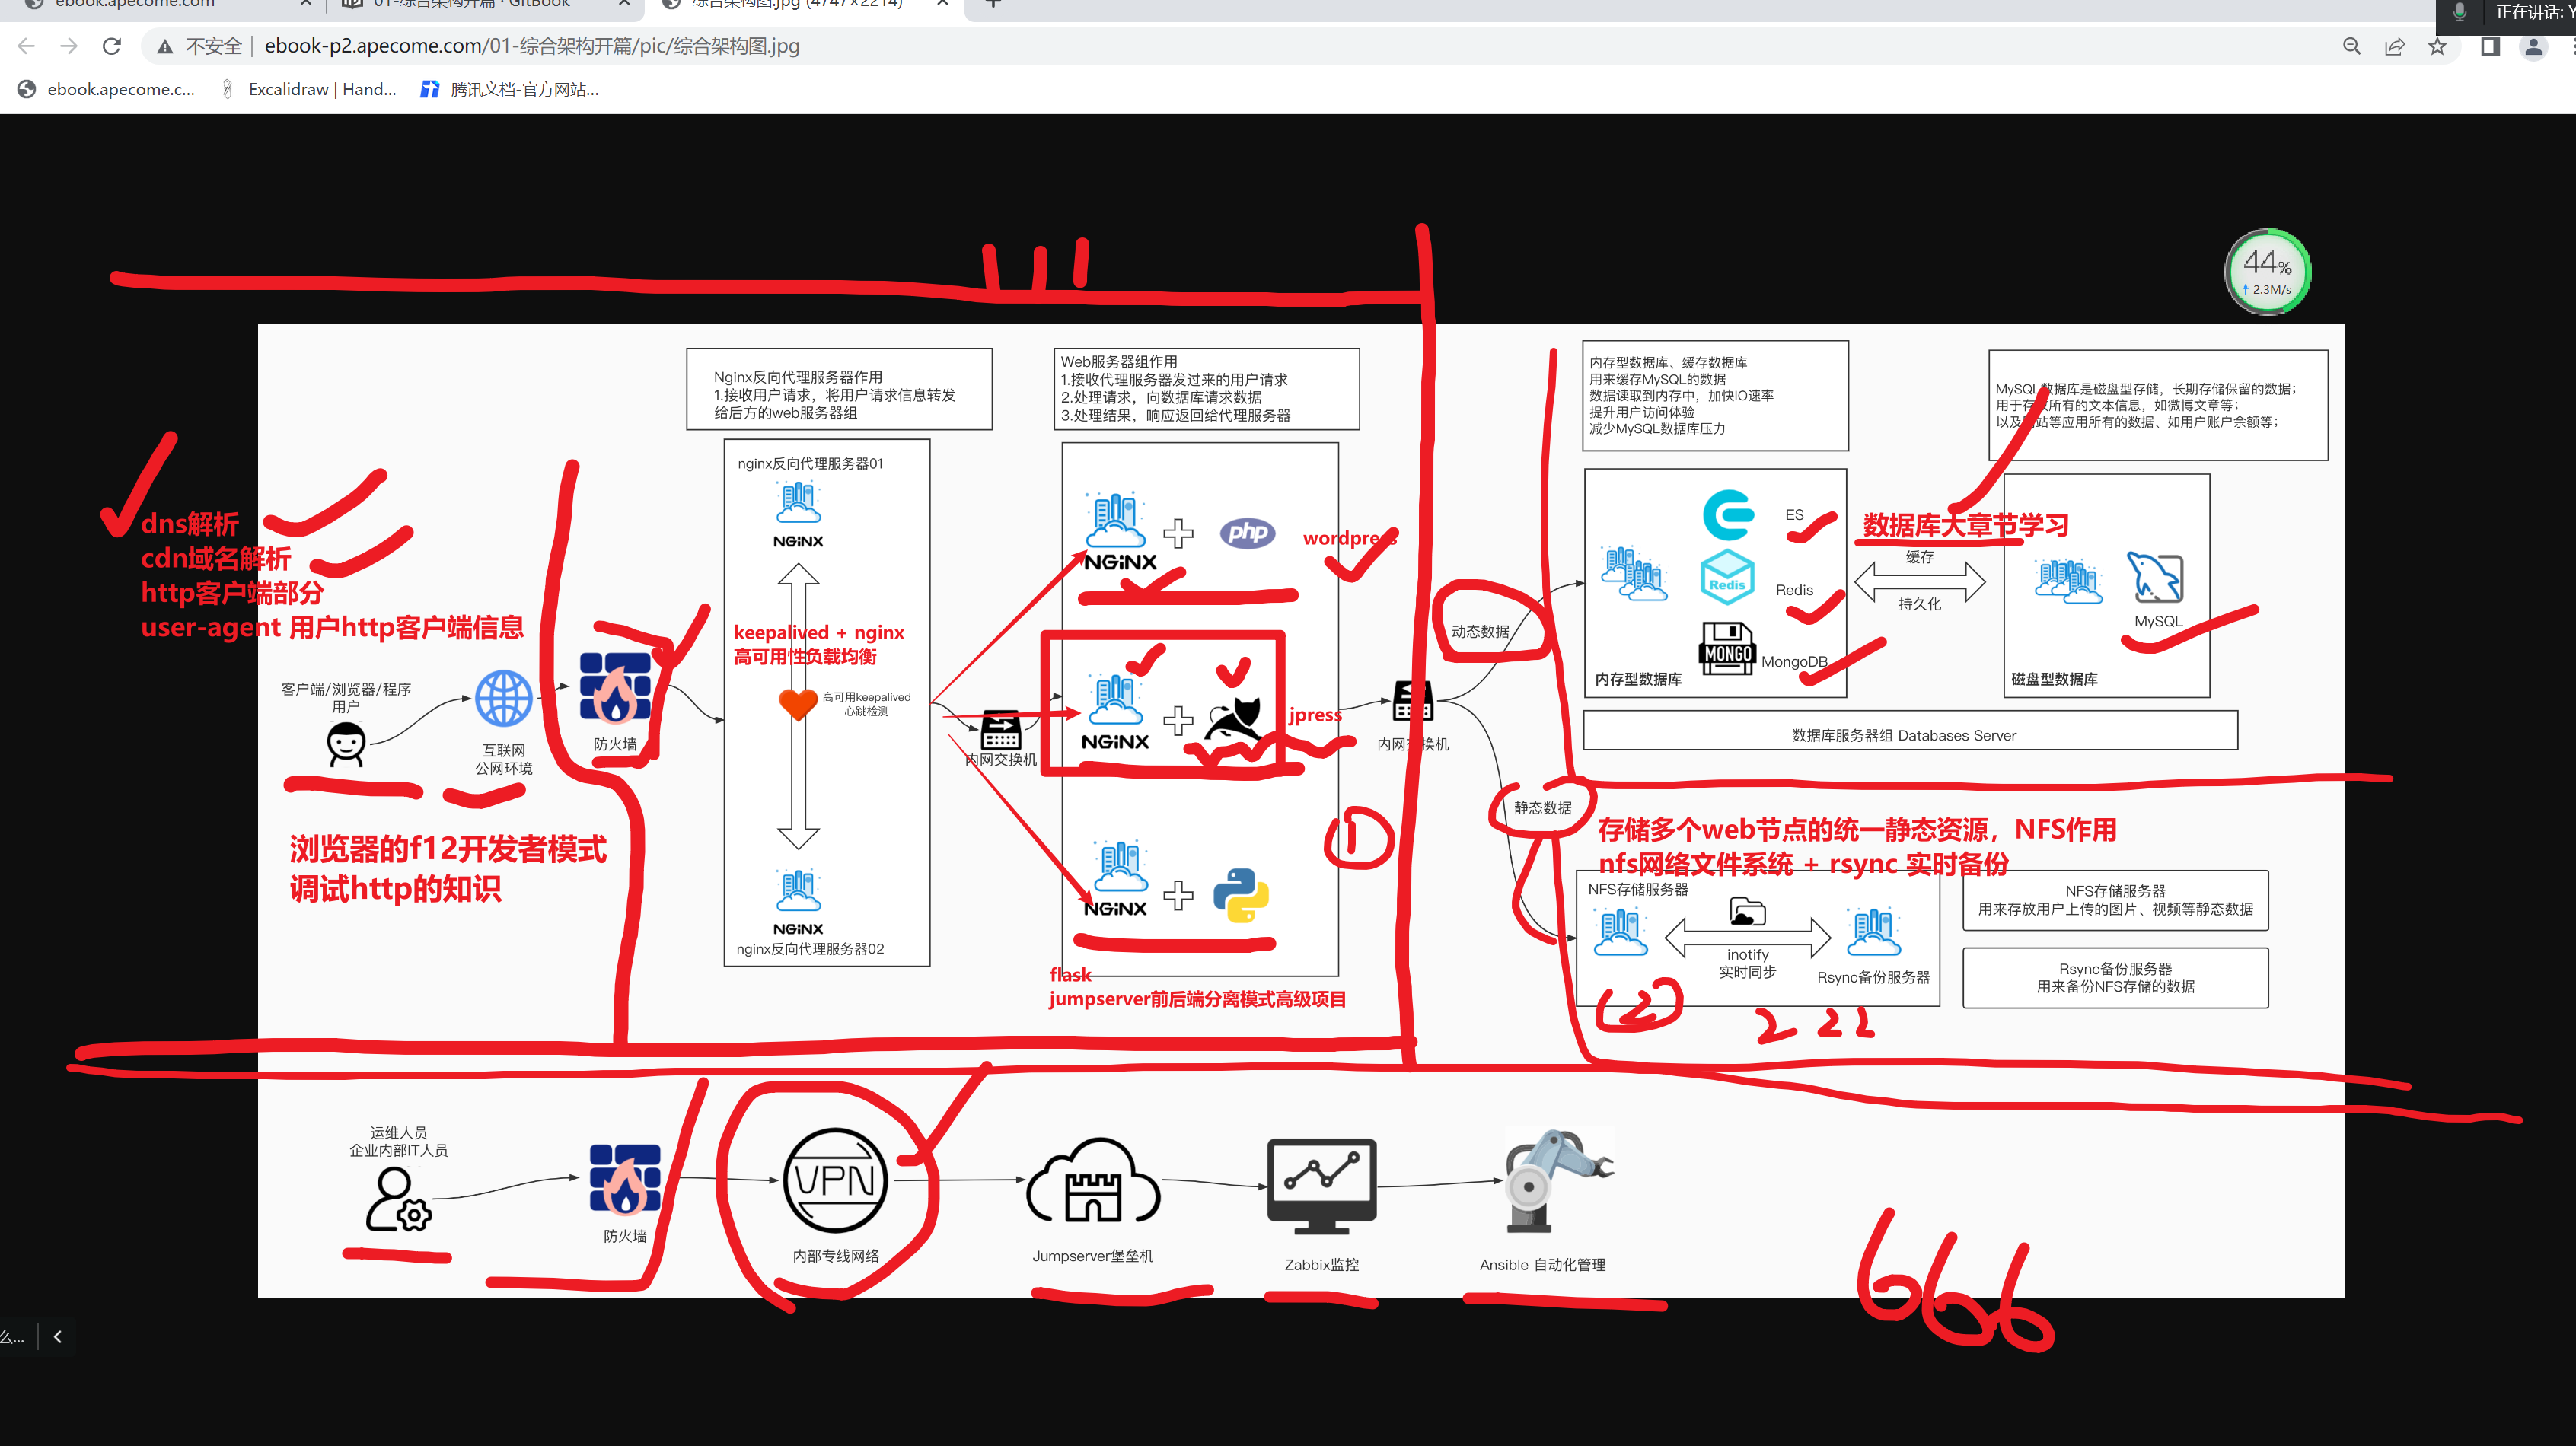 ebook.apecome.com
01-综合架构开篇 · GitBook
综合架构图.jpg (4747×2214)
正在讲话: Y
不安全
ebook-p2.apecome.com/01-综合架构开篇/pic/综合架构图.jpg
ebook.apecome.c...
Excalidraw | Hand...
腾讯文档-官方网站...
44%
2.3M/s
Nginx反向代理服务器作用
1.接收用户请求，将用户请求信息转发
给后方的web服务器组
Web服务器组作用
1.接收代理服务器发过来的用户请求
2.处理请求，向数据库请求数据
3.处理结果，响应返回给代理服务器
内存型数据库、缓存数据库
用来缓存MySQL的数据
数据读取到内存中，加快IO速率
提升用户访问体验
减少MySQL数据库压力
MySQL数据库是磁盘型存储，长期存储保留的数据；
用于存 所有的文本信息，如微博文章等；
以及 站等应用所有的数据、如用户账户余额等；
dns解析
cdn域名解析
http客户端部分
user-agent 用户http客户端信息
客户端/浏览器/程序
用户
互联网
公网环境
防火墙
浏览器的f12开发者模式
调试http的知识
nginx反向代理服务器01
NGINX
keepalived + nginx
高可用性负载均衡
高可用keepalived
心跳检测
NGINX
nginx反向代理服务器02
内网交换机
NGINX
php
wordpress
NGINX
jpress
NGINX
flask
jumpserver前后端分离模式高级项目
1
内网交换机
动态数据
静态数据
ES
Redis
Redis
MONGO
MongoDB
内存型数据库
数据库大章节学习
缓存
持久化
MySQL
磁盘型数据库
数据库服务器组 Databases Server
存储多个web节点的统一静态资源，NFS作用
nfs网络文件系统 + rsync 实时备份
NFS存储服务器
inotify
实时同步
Rsync备份服务器
NFS存储服务器
用来存放用户上传的图片、视频等静态数据
Rsync备份服务器
用来备份NFS存储的数据
2
2 2 2
运维人员
企业内部IT人员
防火墙
VPN
内部专线网络
Jumpserver堡垒机
Zabbix监控
Ansible 自动化管理
666
么...